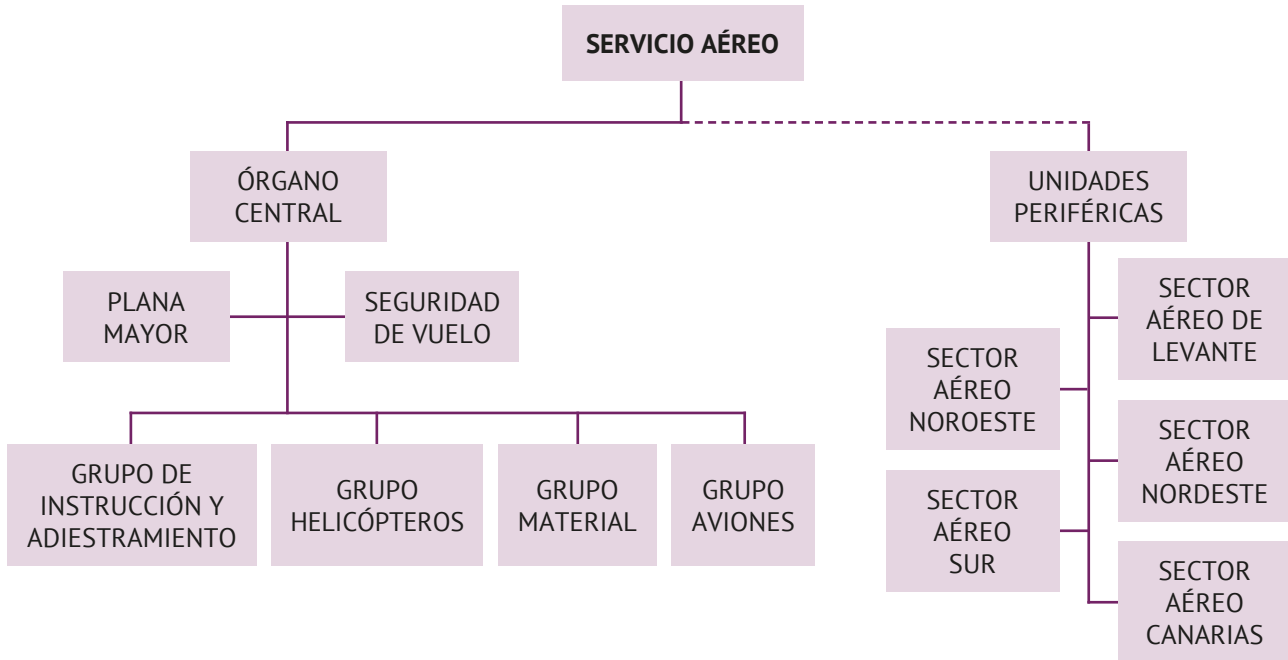 SERVICIO AÉREO
ÓRGANO
CENTRAL
UNIDADES
PERIFÉRICAS
PLANA
MAYOR
SEGURIDAD
DE VUELO
SECTOR
AÉREO DE
LEVANTE
SECTOR
AÉREO
NOROESTE
SECTOR
AÉREO
NORDESTE
SECTOR
AÉREO
SUR
SECTOR
AÉREO
CANARIAS
GRUPO DE
INSTRUCCIÓN Y
ADIESTRAMIENTO
GRUPO
HELICÓPTEROS
GRUPO
MATERIAL
GRUPO
AVIONES